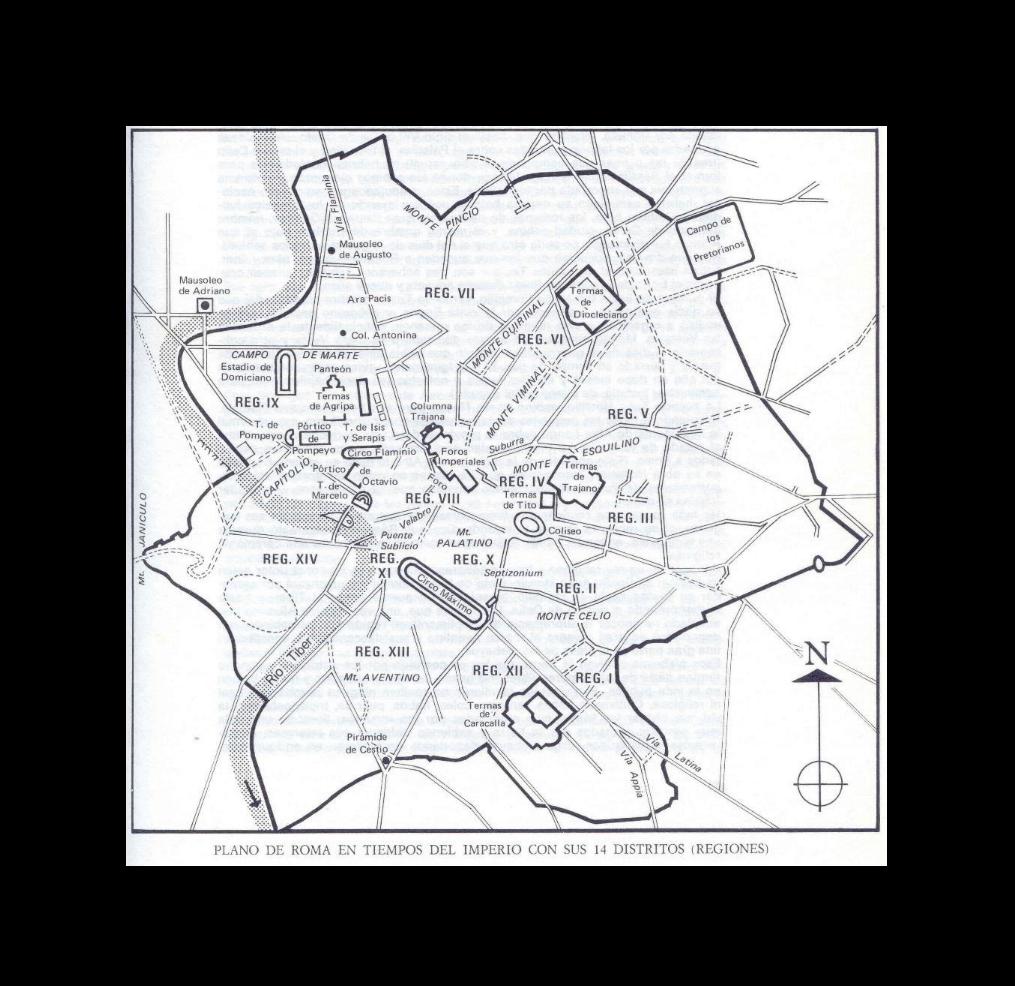 Vía Flaminia
MONTE PINCIO
Campo de
los
Pretorianos
Mausoleo
de Augusto
Mausoleo
de Adriano
Ara Pacis
REG. VII
Termas
de
Diocleciano
Col. Antonina
MONTE QUIRINAL
REG. VI
CAMPO DE MARTE
Estadio de
Domiciano
Panteón
REG. IX
Termas
de Agripa
MONTE VIMINAL
Columna
Trajana
REG. V
T. de
Pompeyo
Pórtico
de
Pompeyo
T. de Isis
y Serapis
Circo Flaminio
Foros
Imperiales
Suburra
MONTE ESQUILINO
Mt.
CAPITOLIO
Pórtico de
Octavio
T. de
Marcelo
Foro
REG. IV
Termas
de
Trajano
Termas
de Tito
REG. VIII
Velabro
REG. III
Coliseo
Mt. JANICULO
Puente
Sublicio
Mt.
PALATINO
REG. XIV
REG.
XI
REG. X
Septizonium
Circo Máximo
REG. II
MONTE CELIO
Río Tíber
REG. XIII
Mt. AVENTINO
REG. XII
REG. I
Termas
de
Caracalla
Pirámide
de Cestio
Vía Latina
Vía Appia
N
PLANO DE ROMA EN TIEMPOS DEL IMPERIO CON SUS 14 DISTRITOS (REGIONES)